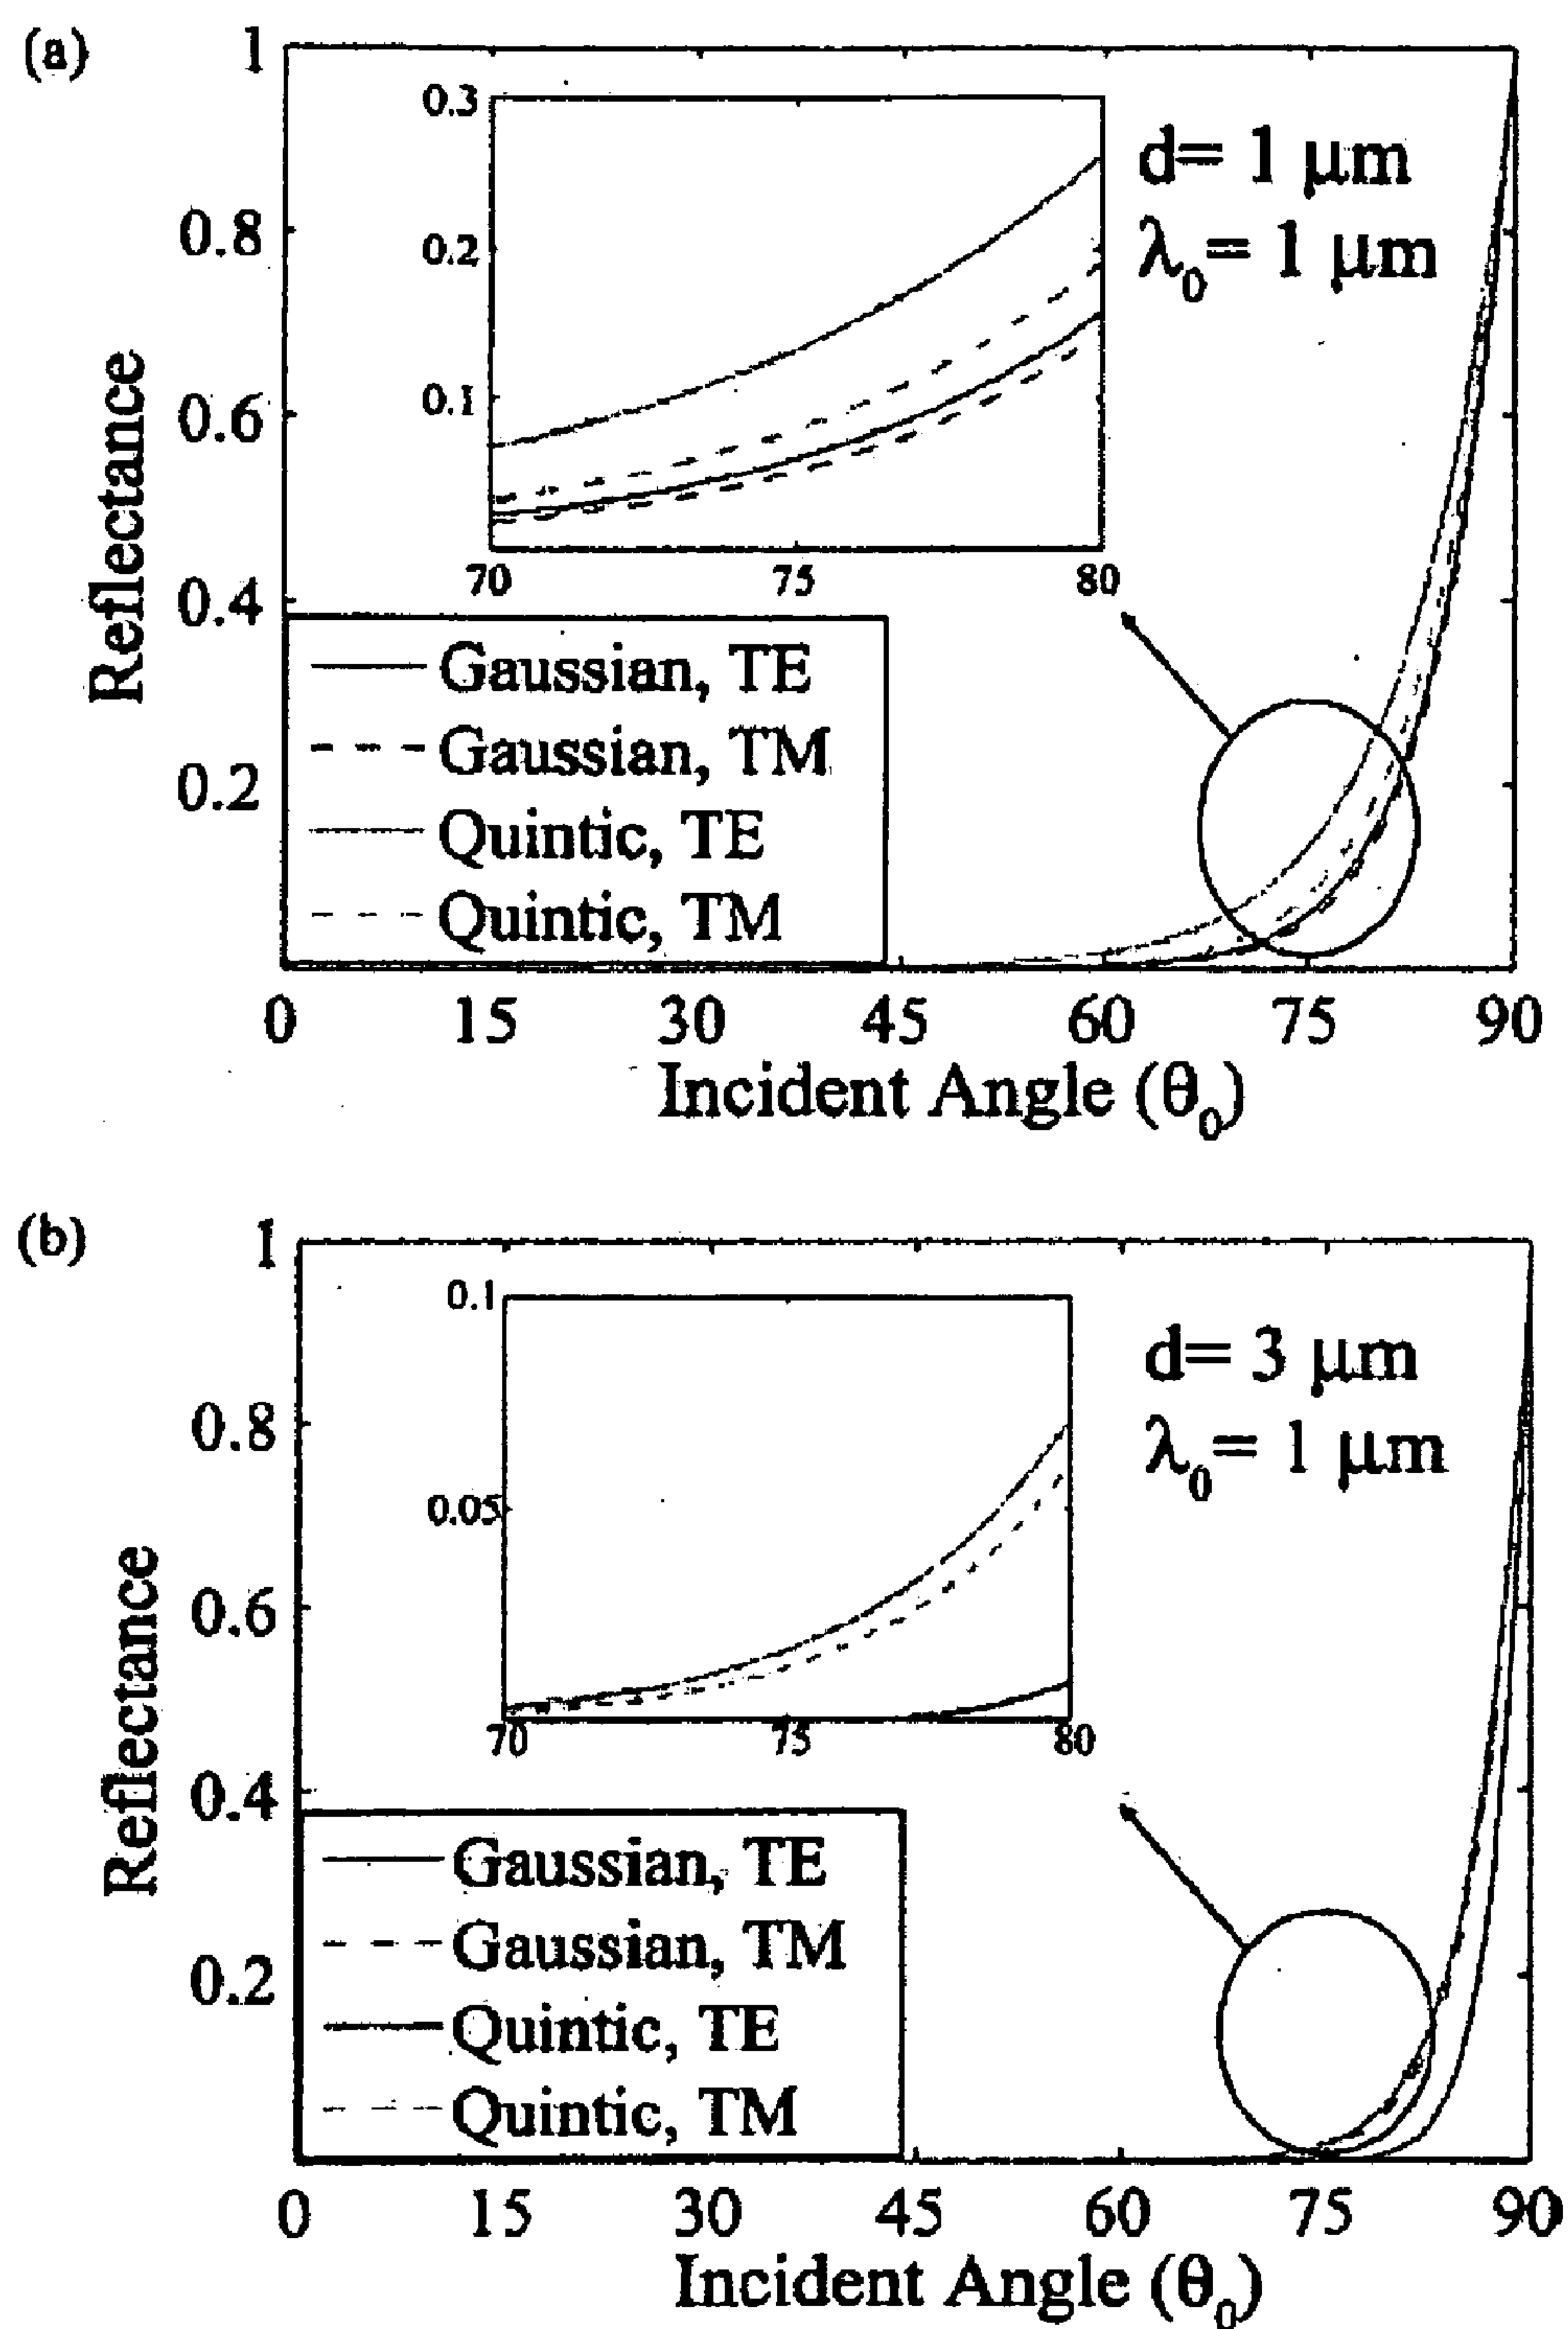 (a)
1
0.8
0.6
0.4
0.2
Reflectance
0.3
0.2
0.1
70 75 80
d= 1 μm
λ₀= 1 μm
Gaussian, TE
Gaussian, TM
Quintic, TE
Quintic, TM
0 15 30 45 60 75 90
Incident Angle (θ₀)
(b)
1
0.8
0.6
0.4
0.2
Reflectance
0.1
0.05
70 75 80
d= 3 μm
λ₀= 1 μm
Gaussian, TE
Gaussian, TM
Quintic, TE
Quintic, TM
0 15 30 45 60 75 90
Incident Angle (θ₀)